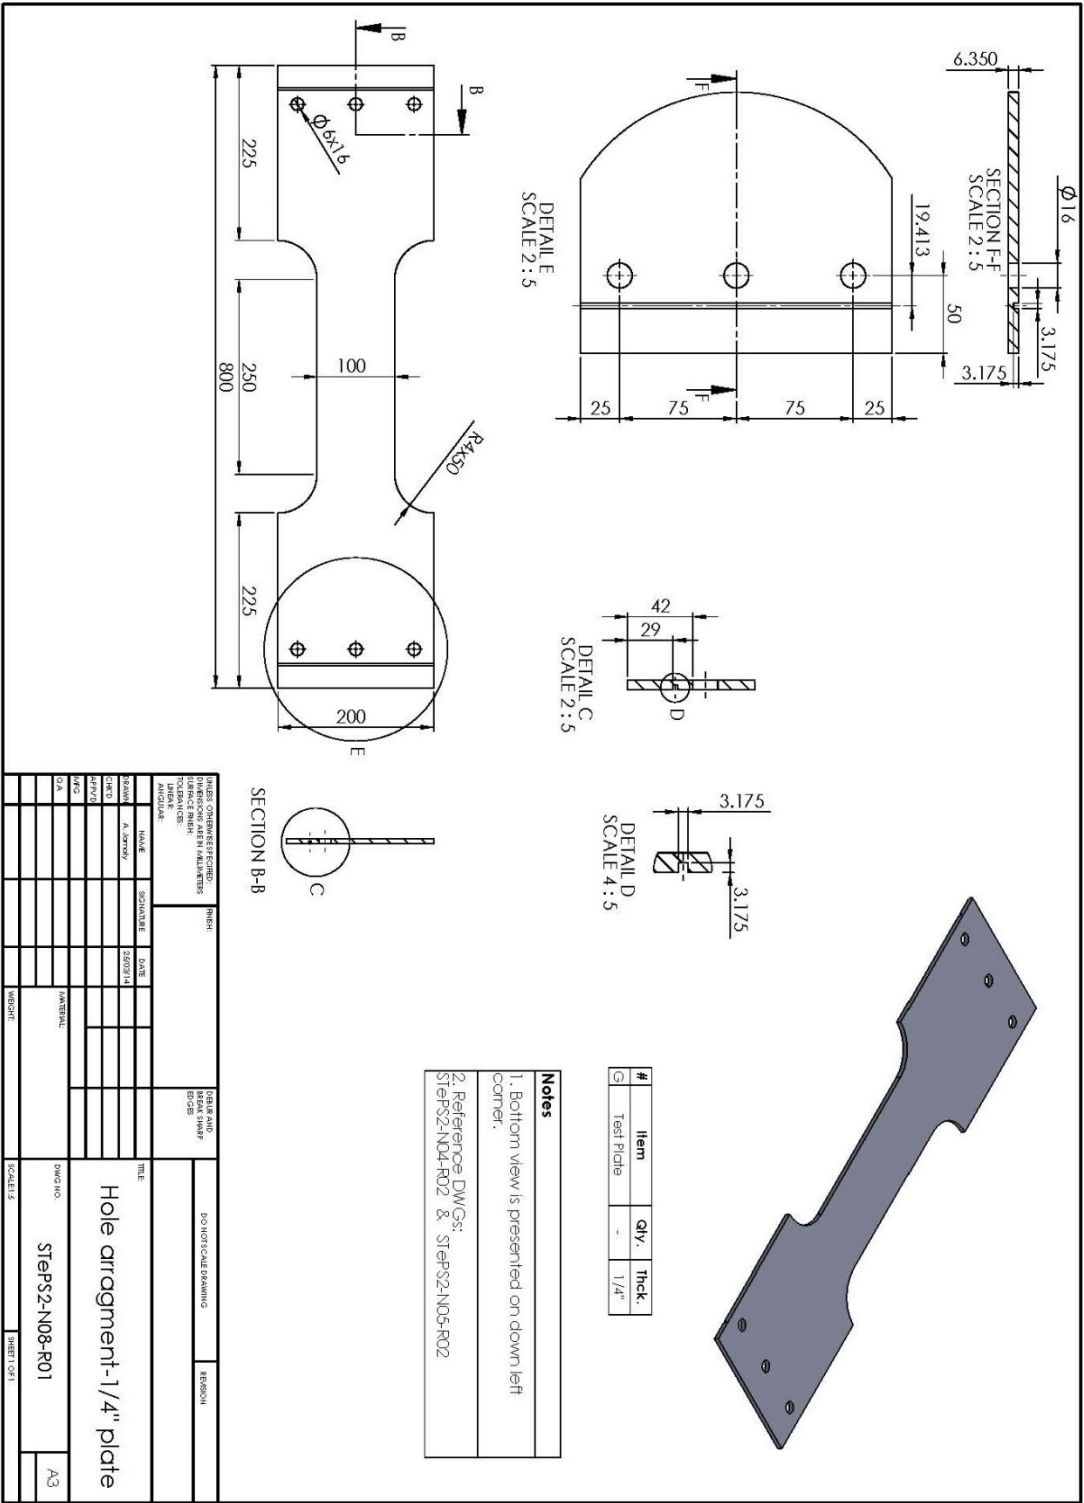 6.350
Ø16
3.175
3.175
SECTION F-F
SCALE 2 : 5
F
F
19.413
50
25
75
75
25
DETAIL E
SCALE 2 : 5
B
B
Ø 6x16
225
250
225
800
100
R4x50
200
E
42
29
D
DETAIL C
SCALE 2 : 5
C
SECTION B-B
3.175
3.175
DETAIL D
SCALE 4 : 5
# Item Qty. Thck.
G Test Plate - 1/4"
Notes
1. Bottom view is presented on down left
corner.
2. Reference DWGs:
STePS2-N04-R02 & STePS2-N05-R02
UNLESS OTHERWISE SPECIFIED:
DIMENSIONS ARE IN MILLIMETERS
SURFACE FINISH:
TOLERANCES:
LINEAR:
ANGULAR:
FINISH:
DEBUR AND
BREAK SHARP
EDGES
DO NOT SCALE DRAWING
REVISION
NAME SIGNATURE DATE
DRAWN 25/03/14
CHK'D
APPV'D
MFG
Q.A
MATERIAL:
WEIGHT:
TITLE:
Hole arragment-1/4" plate
DWG NO.
STePS2-N08-R01
A3
SCALE:1:5
SHEET 1 OF 1